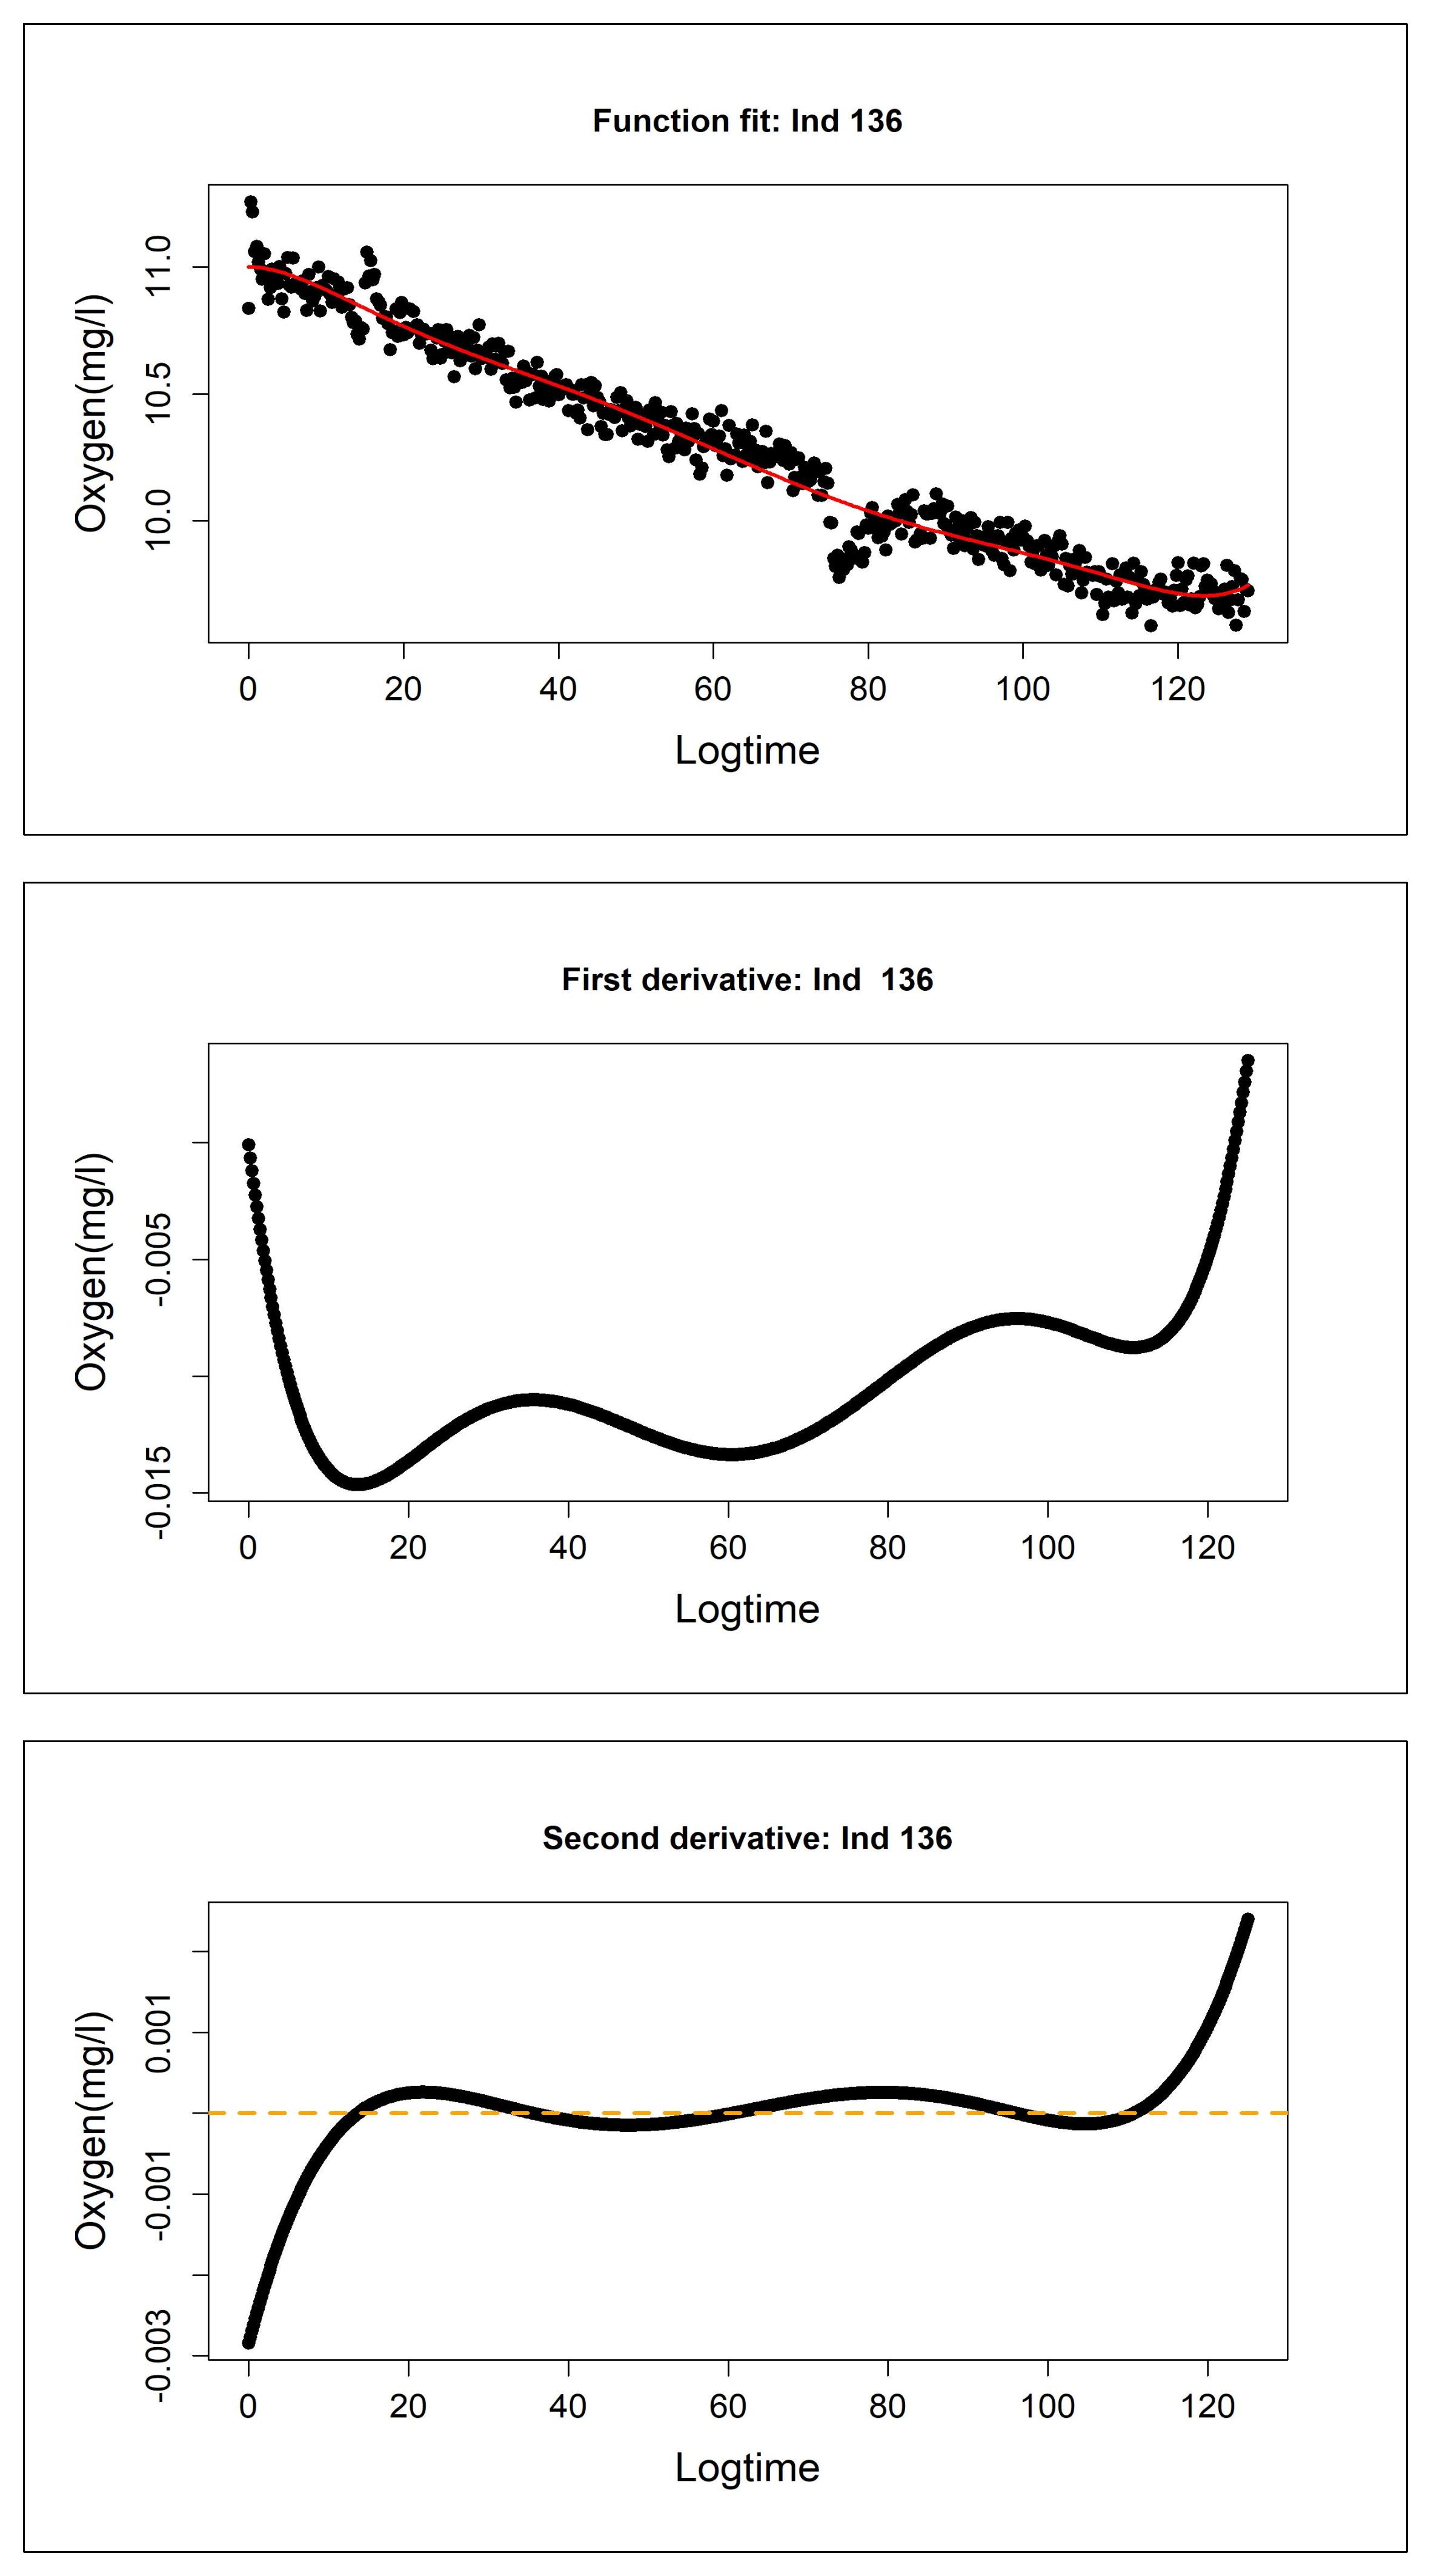 Function fit: Ind 136
Oxygen(mg/l)
11.0
10.5
10.0
0 20 40 60 80 100 120
Logtime
First derivative: Ind  136
Oxygen(mg/l)
-0.005
-0.015
0 20 40 60 80 100 120
Logtime
Second derivative: Ind 136
Oxygen(mg/l)
0.001
-0.001
-0.003
0 20 40 60 80 100 120
Logtime